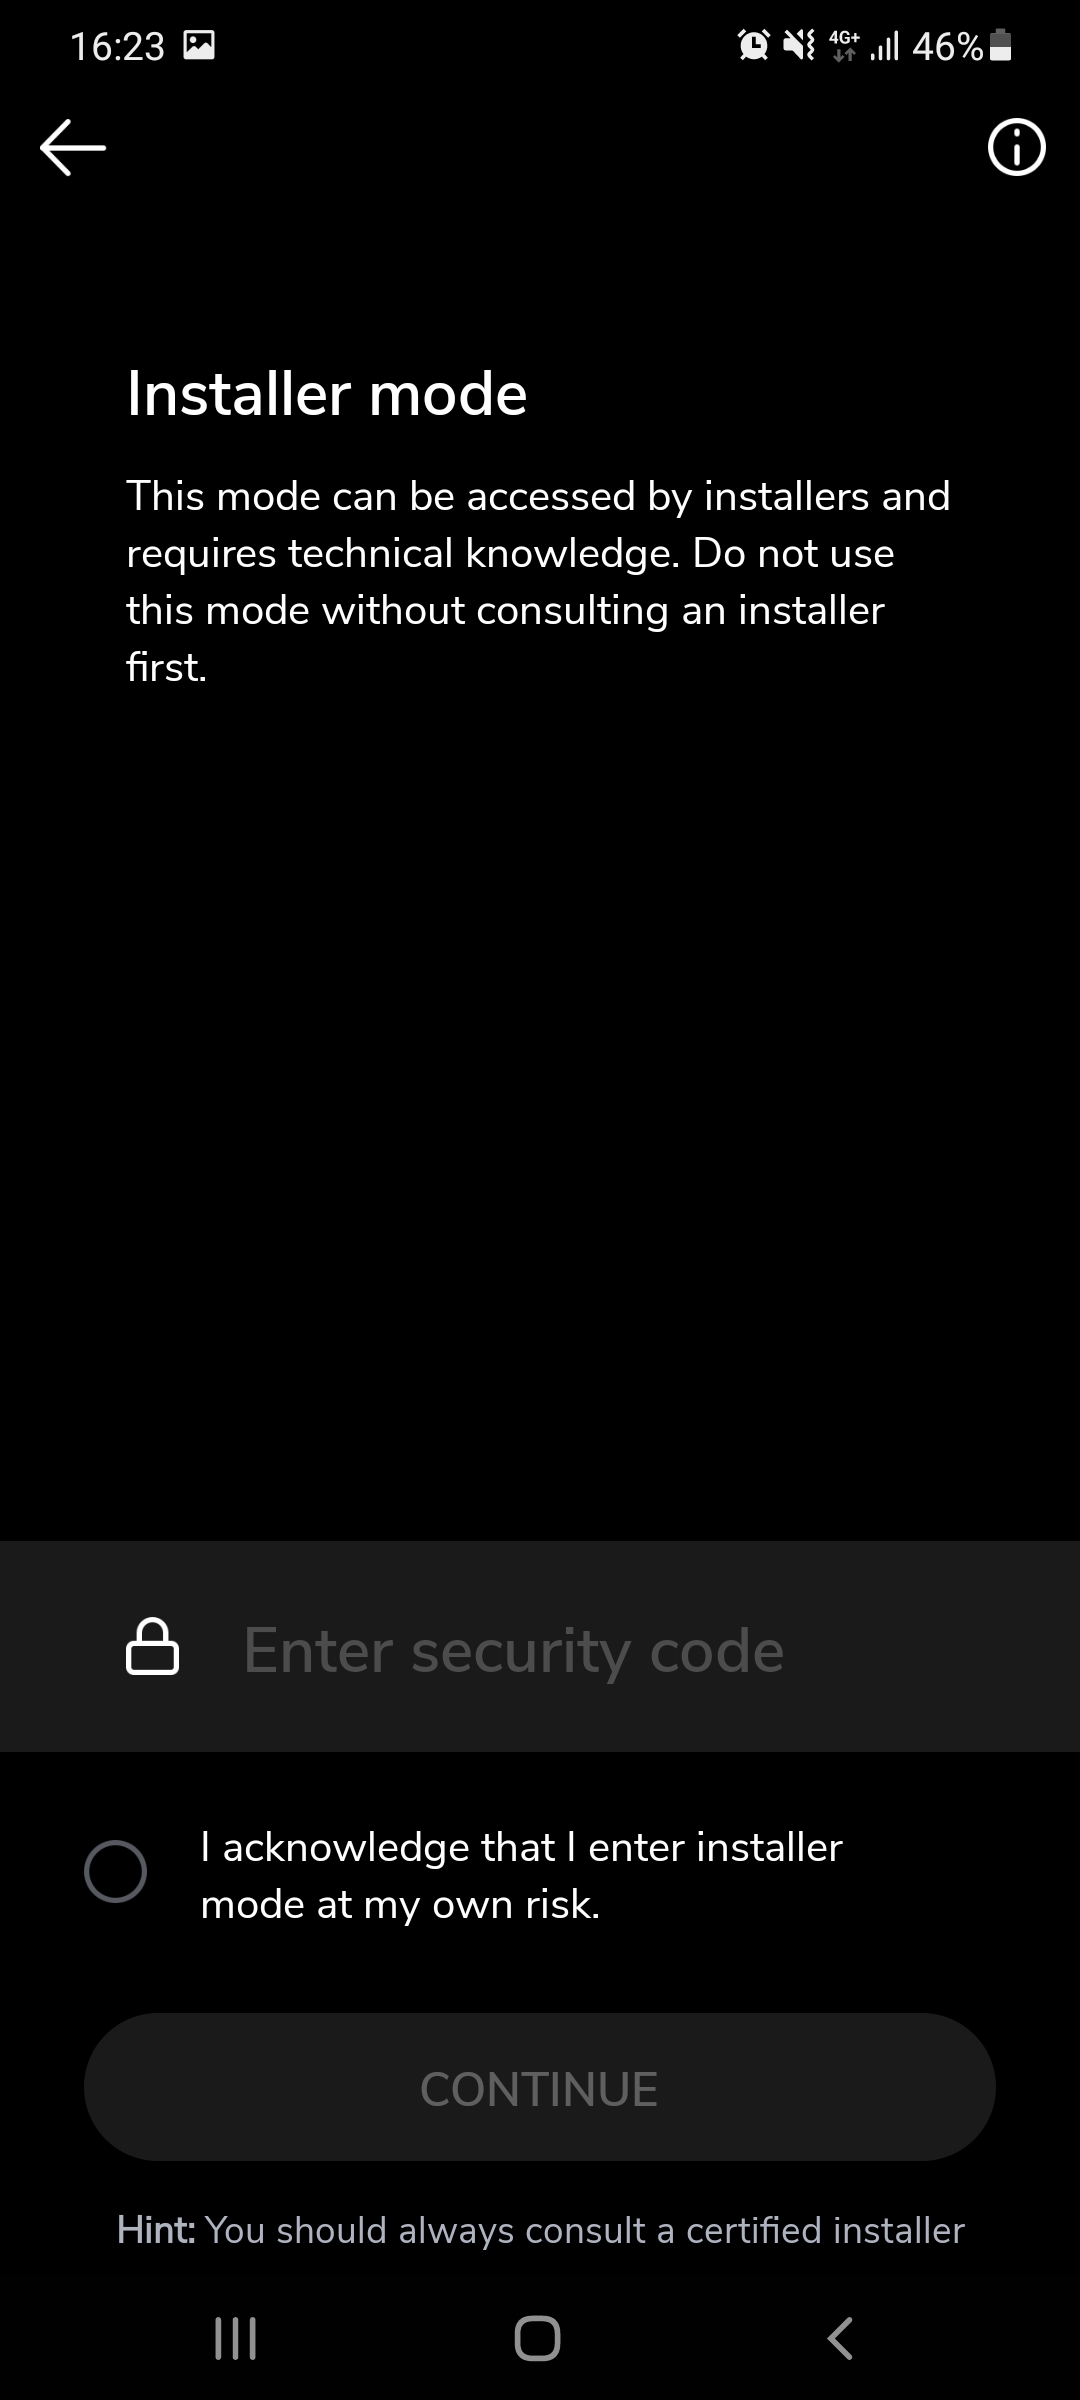 16:23
4G+ 46%
Installer mode
This mode can be accessed by installers and
requires technical knowledge. Do not use
this mode without consulting an installer
first.
Enter security code
I acknowledge that I enter installer
mode at my own risk.
CONTINUE
Hint: You should always consult a certified installer